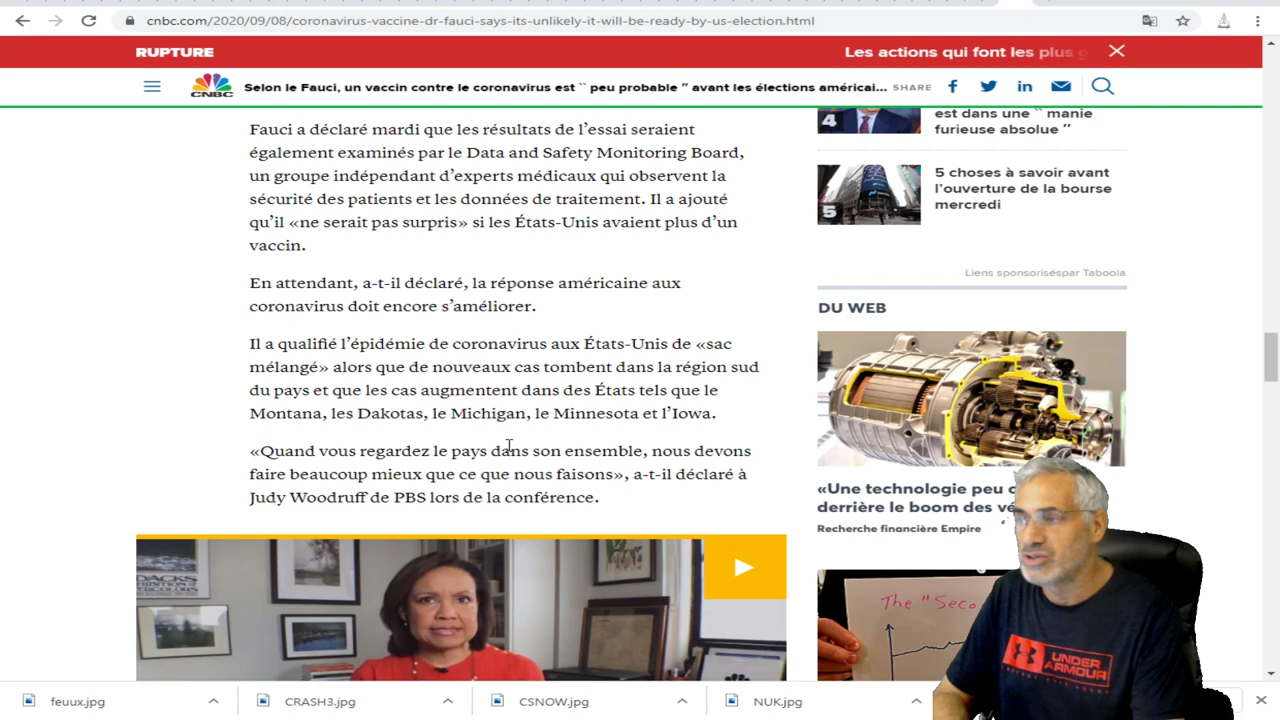 cnbc.com/2020/09/08/coronavirus-vaccine-dr-fauci-says-its-unlikely-it-will-be-ready-by-us-election.html
RUPTURE
Les actions qui font les plus g
CNBC
Selon le Fauci, un vaccin contre le coronavirus est `` peu probable '' avant les élections américai...
SHARE
Fauci a déclaré mardi que les résultats de l'essai seraient
également examinés par le Data and Safety Monitoring Board,
un groupe indépendant d'experts médicaux qui observent la
sécurité des patients et les données de traitement. Il a ajouté
qu'il «ne serait pas surpris» si les États-Unis avaient plus d'un
vaccin.
En attendant, a-t-il déclaré, la réponse américaine aux
coronavirus doit encore s'améliorer.
Il a qualifié l'épidémie de coronavirus aux États-Unis de «sac
mélangé» alors que de nouveaux cas tombent dans la région sud
du pays et que les cas augmentent dans des États tels que le
Montana, les Dakotas, le Michigan, le Minnesota et l'Iowa.
«Quand vous regardez le pays dans son ensemble, nous devons
faire beaucoup mieux que ce que nous faisons», a-t-il déclaré à
Judy Woodruff de PBS lors de la conférence.
4
est dans une `` manie
furieuse absolue ''
5
5 choses à savoir avant
l'ouverture de la bourse
mercredi
Liens sponsoriséspar Taboola
DU WEB
«Une technologie peu c
derrière le boom des vé
Recherche financière Empire
The "Seco
DACKS
UNDER
ARMOUR
feuux.jpg
CRASH3.jpg
CSNOW.jpg
NUK.jpg